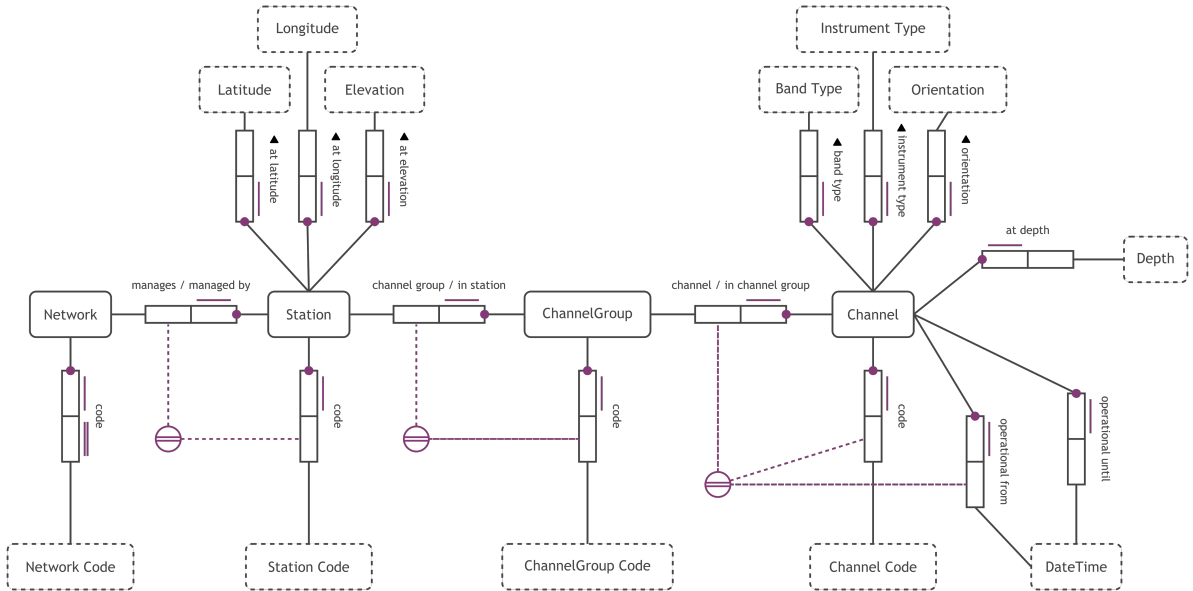 Longitude
Instrument Type
Latitude
Elevation
Band Type
Orientation
▲ at latitude
▲ at longitude
▲ at elevation
▲ band type
▲ instrument type
▲ orientation
at depth
Depth
manages / managed by
channel group / in station
channel / in channel group
Network
Station
ChannelGroup
Channel
code
code
code
code
operational from
operational until
Network Code
Station Code
ChannelGroup Code
Channel Code
DateTime